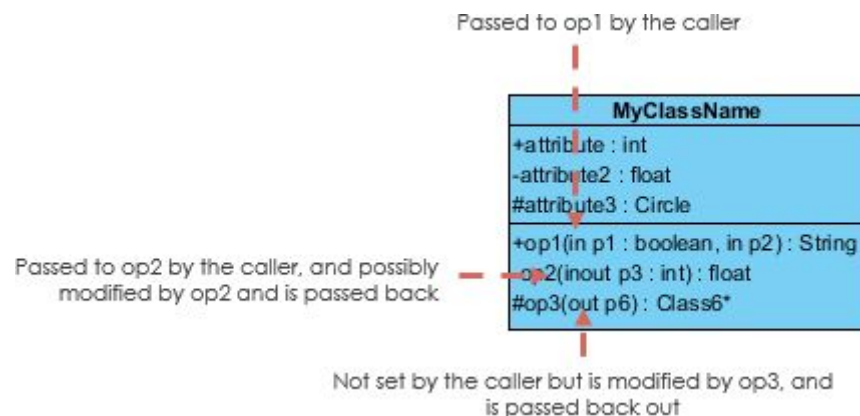 Passed to op1 by the caller
MyClassName
+attribute : int
-attribute2 : float
#attribute3 : Circle
+op1(in p1 : boolean, in p2) : String
Passed to op2 by the caller, and possibly
modified by op2 and is passed back
op2(inout p3 : int) : float
#op3(out p6) : Class6*
Not set by the caller but is modified by op3, and
is passed back out